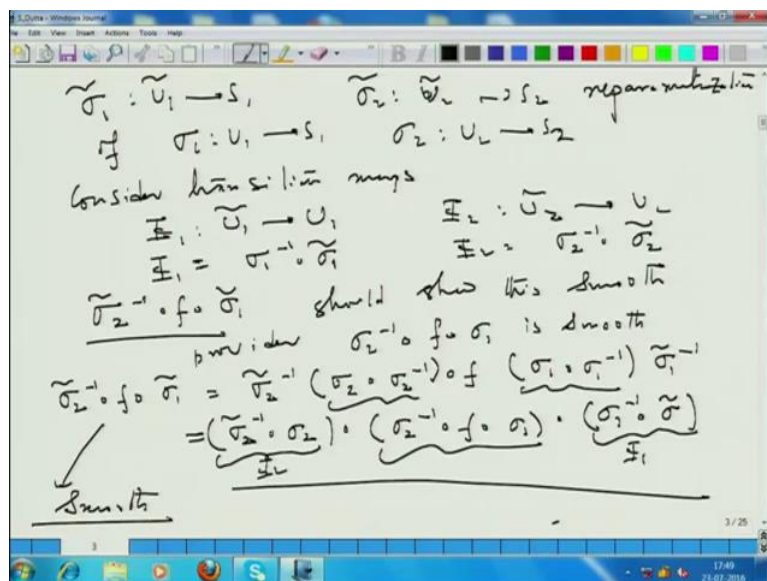 S_Dutta - Windows Journal
File Edit View Insert Actions Tools Help
σ̃₁ : Ũ₁ → S₁ σ̃₂ : Ũ₂ → S₂ reparametrization
If σ₁ : U₁ → S₁ σ₂ : U₂ → S₂
Consider transition maps
Φ₁ : Ũ₁ → U₁ Φ₂ : Ũ₂ → U₂
Φ₁ = σ₁⁻¹ ∘ σ̃₁ Φ₂ = σ₂⁻¹ ∘ σ̃₂
σ̃₂⁻¹ ∘ f ∘ σ̃₁ should show this smooth
provider σ₂⁻¹ ∘ f ∘ σ₁ is smooth
σ̃₂⁻¹ ∘ f ∘ σ̃₁ = σ̃₂⁻¹ (σ₂ ∘ σ₂⁻¹) ∘ f (σ₁ ∘ σ₁⁻¹) σ̃₁⁻¹
= (σ̃₂⁻¹ ∘ σ₂) ∘ (σ₂⁻¹ ∘ f ∘ σ₁) ∘ (σ₁⁻¹ ∘ σ̃)
Φ₂ Φ₁
Smooth
3 / 25
3
17:49
23-07-2016